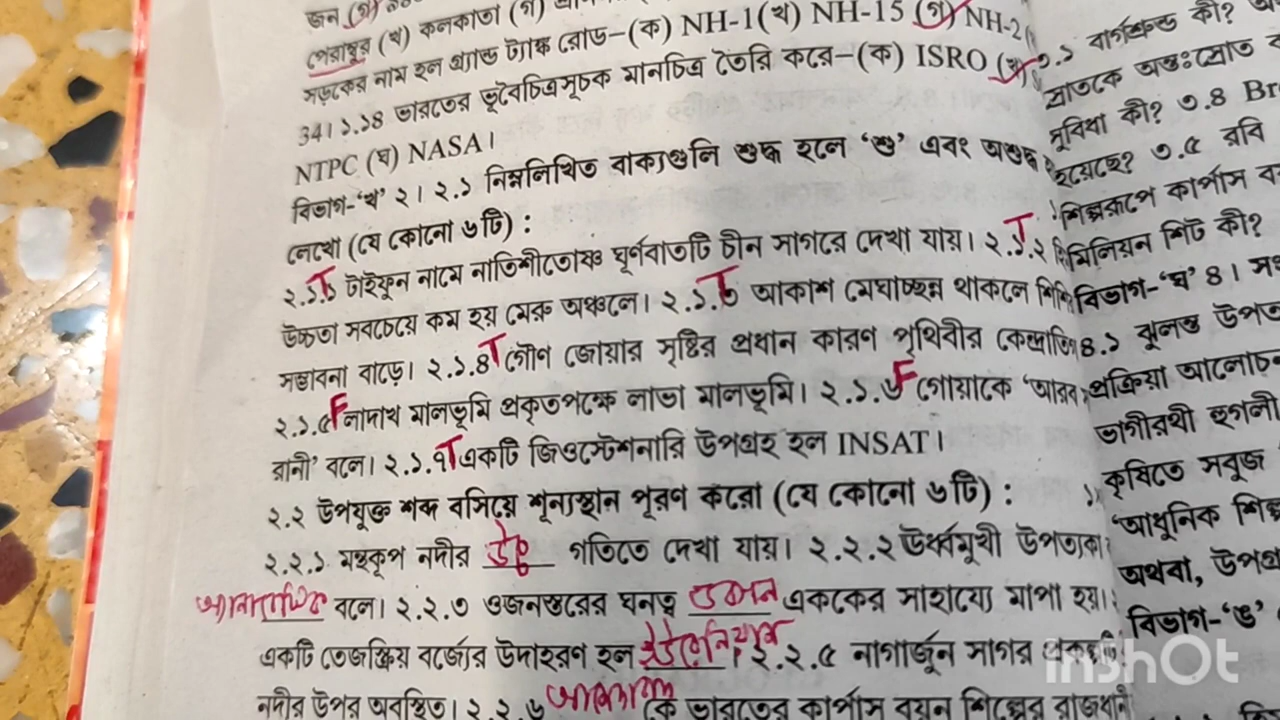 জন (গ)
পেরাম্বুর (খ) কলকাতা (গ)
সড়কের নাম হল গ্র্যান্ড ট্যাঙ্ক রোড–(ক) NH-1(খ) NH-15 (গ) NH-2
34। ১.১৪ ভারতের ভূবৈচিত্রসূচক মানচিত্র তৈরি করে–(ক) ISRO (খ)
NTPC (ঘ) NASA।
বিভাগ-‘খ’ ২। ২.১ নিম্নলিখিত বাক্যগুলি শুদ্ধ হলে ‘শু’ এবং অশুদ্ধ
লেখো (যে কোনো ৬টি) :
২.১.১ T টাইফুন নামে নাতিশীতোষ্ণ ঘূর্ণবাতটি চীন সাগরে দেখা যায়। ২.১.২ T
উচ্চতা সবচেয়ে কম হয় মেরু অঞ্চলে। ২.১.৩ T আকাশ মেঘাচ্ছন্ন থাকলে
সম্ভাবনা বাড়ে। ২.১.৪ T গৌণ জোয়ার সৃষ্টির প্রধান কারণ পৃথিবীর
২.১.৫ F লাদাখ মালভূমি প্রকৃতপক্ষে লাভা মালভূমি। ২.১.৬ F গোয়াকে ‘আরব
রানী’ বলে। ২.১.৭ T একটি জিওস্টেশনারি উপগ্রহ হল INSAT।
২.২ উপযুক্ত শব্দ বসিয়ে শূন্যস্থান পূরণ করো (যে কোনো ৬টি) :
২.২.১ মন্থকূপ নদীর উচ্চ গতিতে দেখা যায়। ২.২.২ ঊর্ধ্বমুখী উপত্যকা
বলে। ২.২.৩ ওজনস্তরের ঘনত্ব ডবসন এককের সাহায্যে মাপা হয়।
একটি তেজস্ক্রিয় বর্জ্যের উদাহরণ হল ইউরেনিয়াম। ২.২.৫ নাগার্জুন সাগর প্রকল্পটি
নদীর উপর অবস্থিত। ২.২.৬ কে ভারতের কার্পাস বয়ন শিল্পের রাজধানী
৩.১ বার্গশ্রুন্ড কী?
স্রোতকে অন্তঃস্রোত
সুবিধা কী? ৩.৪ Br
হয়েছে? ৩.৫ রবি
শিল্পরূপে কার্পাস
মিলিয়ন শিট কী?
বিভাগ-‘ঘ’ ৪।
৪.১ ঝুলন্ত
প্রক্রিয়া
ভাগীরথী হুগলী
কৃষিতে সবুজ
‘আধুনিক
অথবা,
বিভাগ-‘ঙ’
inshOt